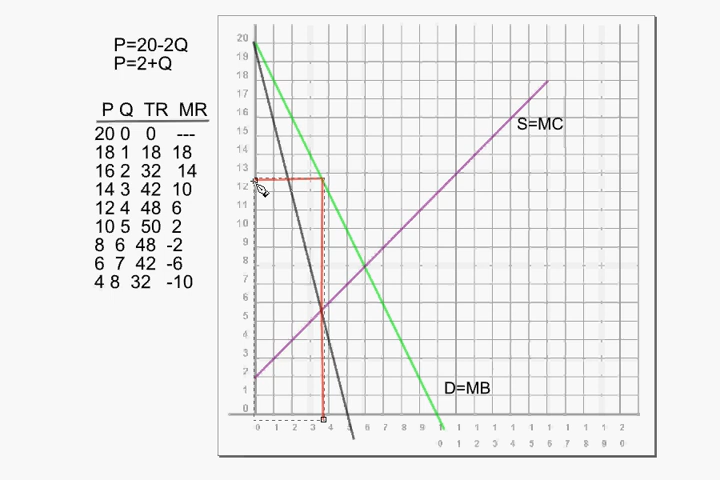 P=20-2Q
P=2+Q
P Q TR MR
20 0 0 ---
18 1 18 18
16 2 32 14
14 3 42 10
12 4 48 6
10 5 50 2
8 6 48 -2
6 7 42 -6
4 8 32 -10
20
19
18
17
16
15
14
13
12
11
10
9
8
7
6
5
4
3
2
1
0
S=MC
D=MB
0 1 2 3 4 5 6 7 8 9 1 1 1 1 1 1 1 1 1 1 2
0 1 2 3 4 5 6 7 8 9 0